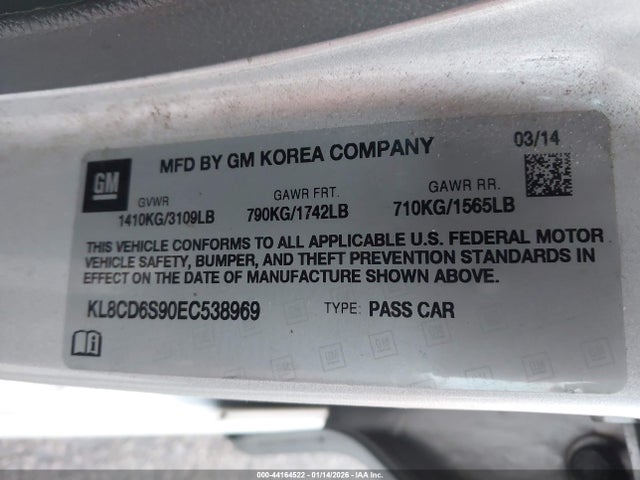 MFD BY GM KOREA COMPANY
03/14
GM
GVWR
1410KG/3109LB
GAWR FRT.
790KG/1742LB
GAWR RR.
710KG/1565LB
THIS VEHICLE CONFORMS TO ALL APPLICABLE U.S. FEDERAL MOTOR
VEHICLE SAFETY, BUMPER, AND THEFT PREVENTION STANDARDS IN
EFFECT ON THE DATE OF MANUFACTURE SHOWN ABOVE.
KL8CD6S90EC538969
TYPE: PASS CAR
000-44164522 - 01/14/2026 - IAA Inc.